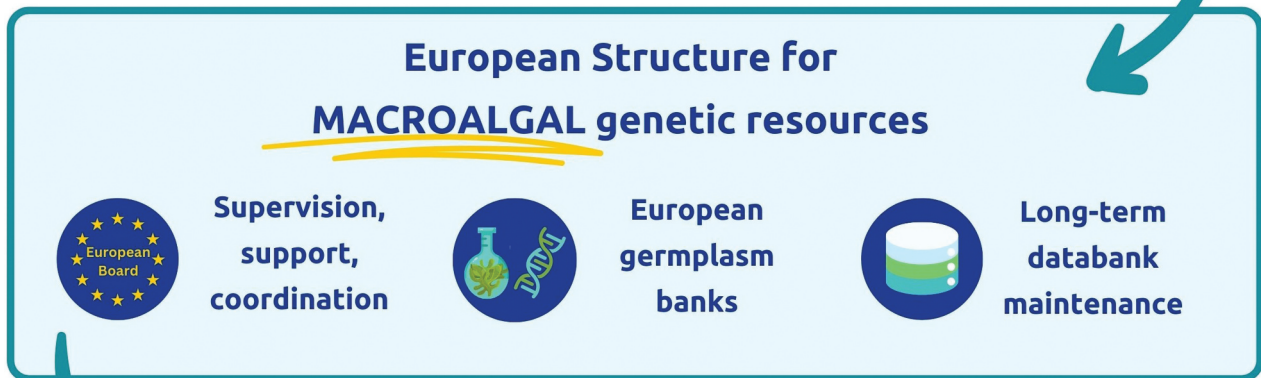 European Structure for
MACROALGAL genetic resources
European
Board
Supervision,
support,
coordination
European
germplasm
banks
Long-term
databank
maintenance